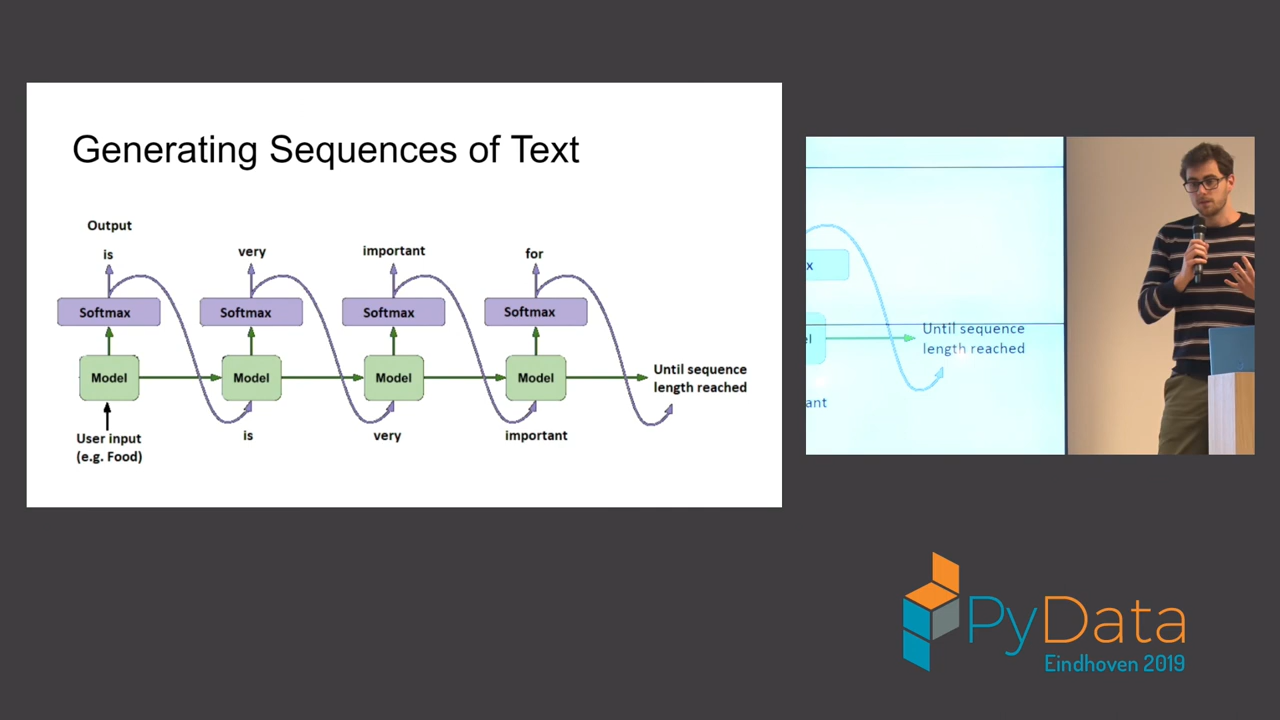 Generating Sequences of Text
Output
is
very
important
for
Softmax
Softmax
Softmax
Softmax
Model
Model
Model
Model
Until sequence
length reached
User input
(e.g. Food)
is
very
important
x
Until sequence
length reached
el
ant
PyData
Eindhoven 2019